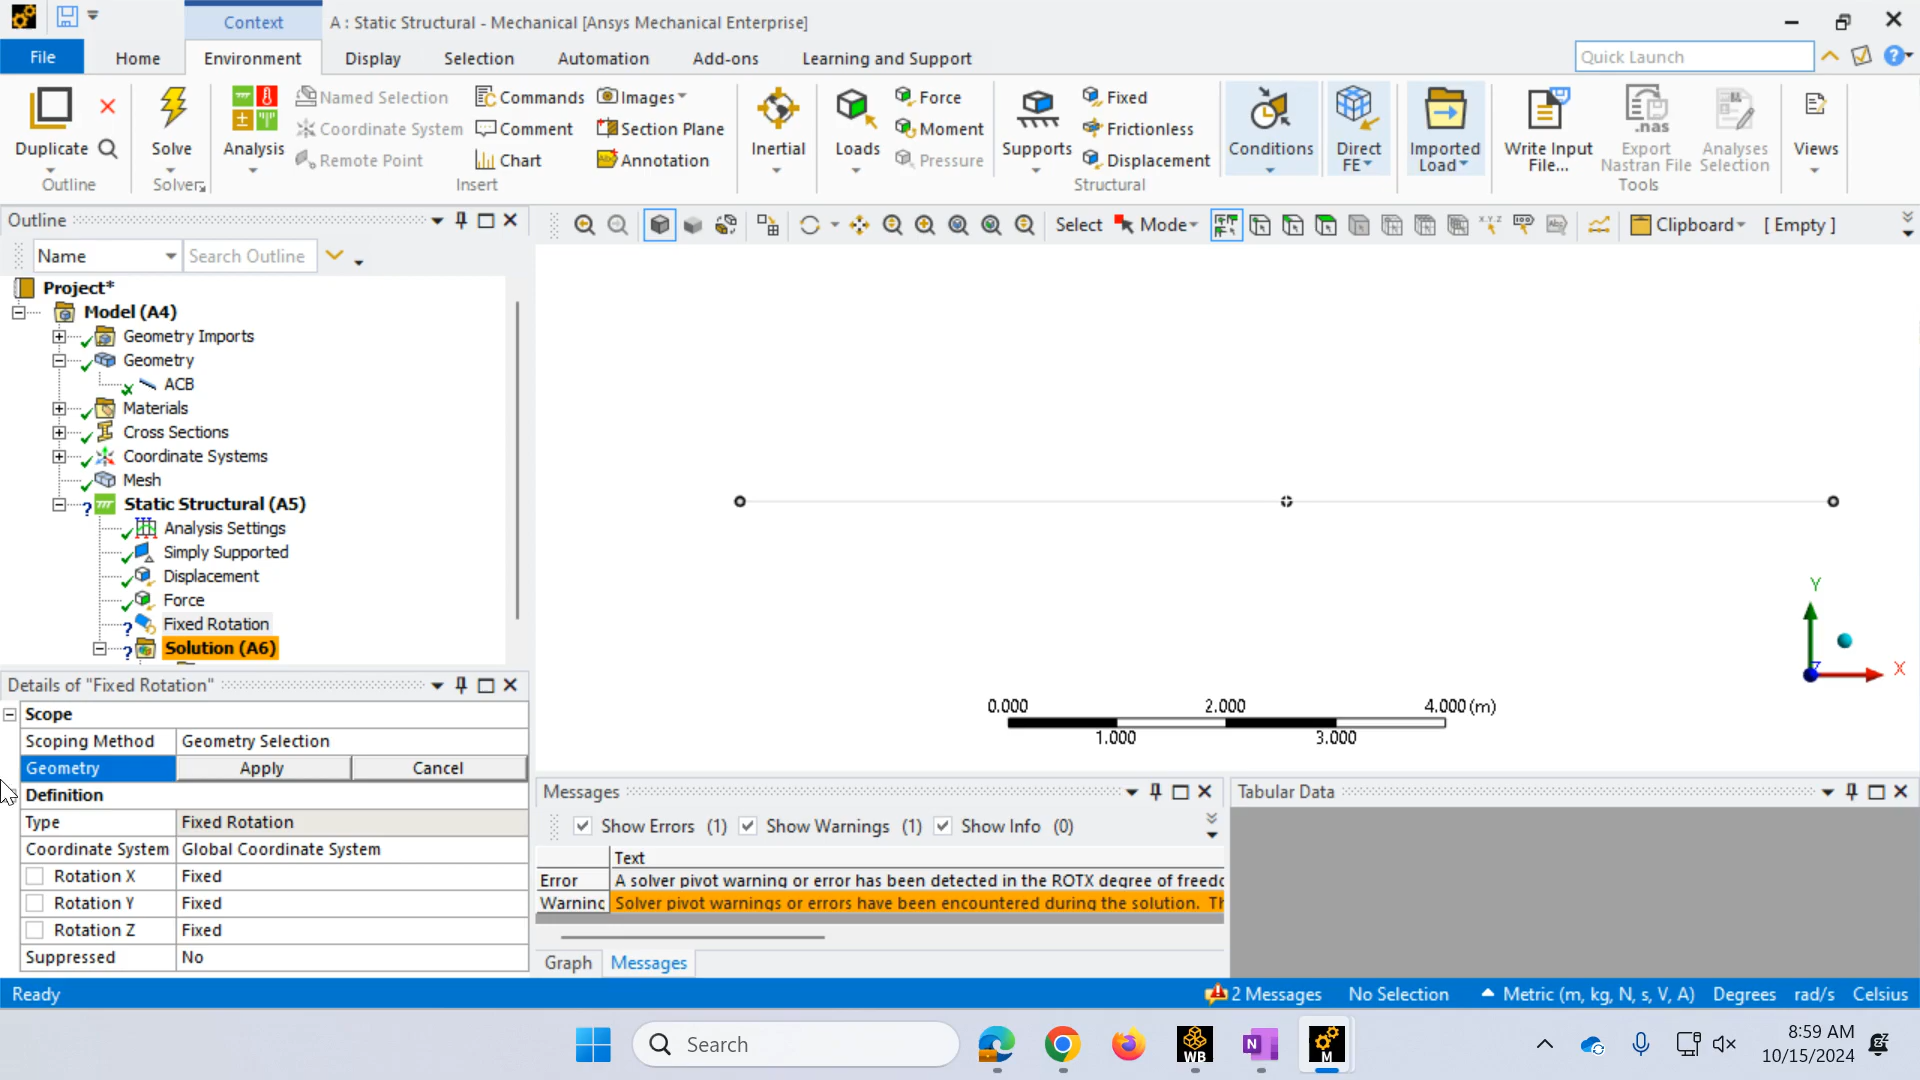 Context
A : Static Structural - Mechanical [Ansys Mechanical Enterprise]
File
Home
Environment
Display
Selection
Automation
Add-ons
Learning and Support
Quick Launch
Duplicate
Outline
Solve
Solver
Analysis
Named Selection
Coordinate System
Remote Point
Commands
Comment
Chart
Images
Section Plane
Annotation
Insert
Inertial
Loads
Force
Moment
Pressure
Supports
Fixed
Frictionless
Displacement
Structural
Conditions
Direct
FE
Imported
Load
Write Input
File...
.nas
Export
Nastran File
Analyses
Selection
Tools
Views
Outline
Name
Search Outline
Select
Mode
Clipboard
[ Empty ]
Project*
Model (A4)
Geometry Imports
Geometry
ACB
Materials
Cross Sections
Coordinate Systems
Mesh
Static Structural (A5)
Analysis Settings
Simply Supported
Displacement
Force
Fixed Rotation
Solution (A6)
Details of "Fixed Rotation"
Scope
Scoping Method Geometry Selection
Geometry Apply Cancel
Definition
Type Fixed Rotation
Coordinate System Global Coordinate System
Rotation X Fixed
Rotation Y Fixed
Rotation Z Fixed
Suppressed No
Y
X
Z
0.000 2.000 4.000 (m)
1.000 3.000
Messages
Show Errors (1) Show Warnings (1) Show Info (0)
Text
Error A solver pivot warning or error has been detected in the ROTX degree of freedo
Warninc Solver pivot warnings or errors have been encountered during the solution. Th
Graph Messages
Tabular Data
Ready
2 Messages No Selection Metric (m, kg, N, s, V, A) Degrees rad/s Celsius
Search
WB
N
M
8:59 AM
10/15/2024